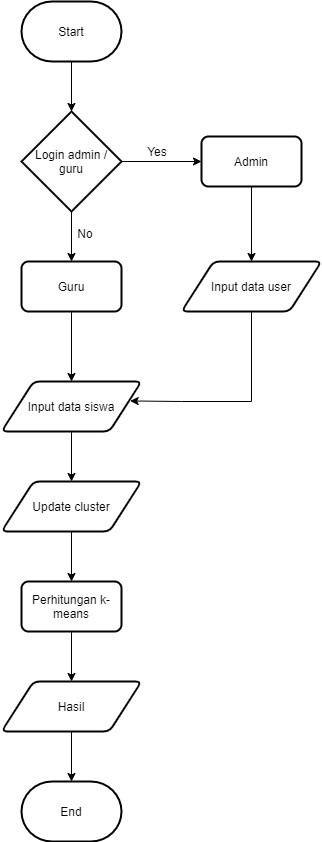 Start
Login admin /
guru
Yes
Admin
No
Guru
Input data user
Input data siswa
Update cluster
Perhitungan k-
means
Hasil
End